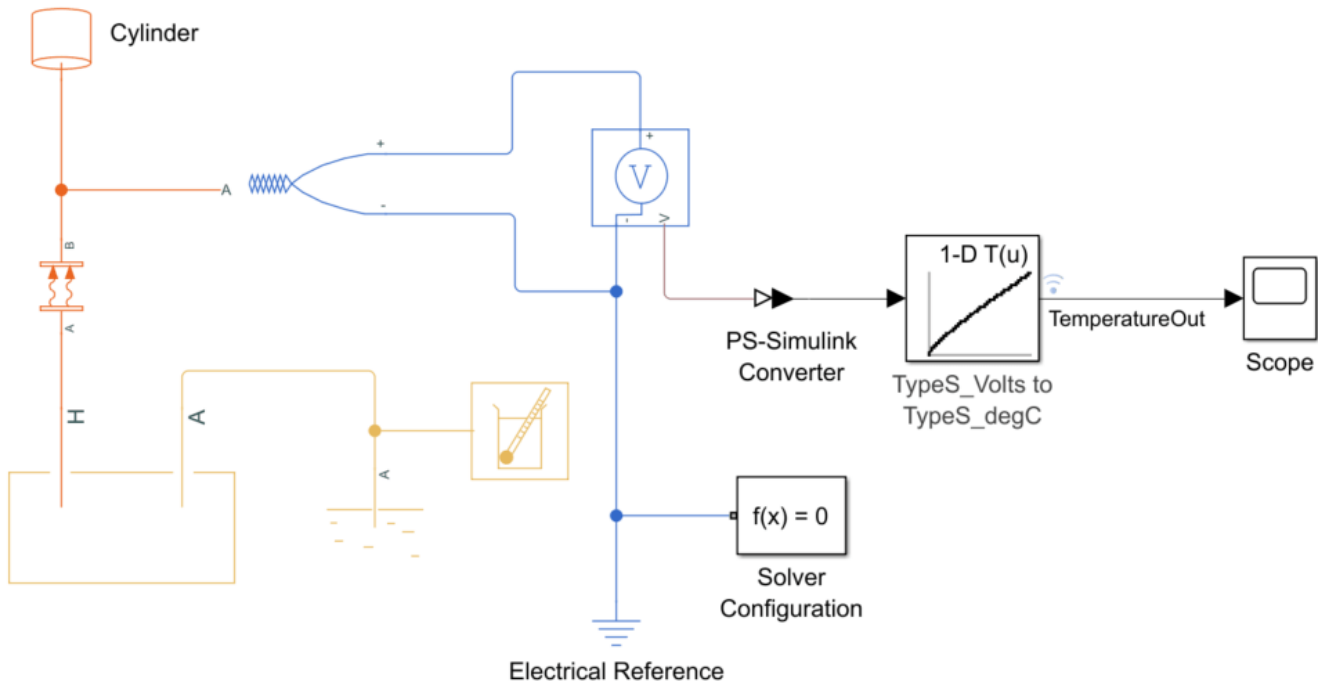 Cylinder
+
A
-
+
V
-
V
B
A
H
A
A
PS-Simulink
Converter
1-D T(u)
TypeS_Volts to
TypeS_degC
TemperatureOut
Scope
f(x) = 0
Solver
Configuration
Electrical Reference